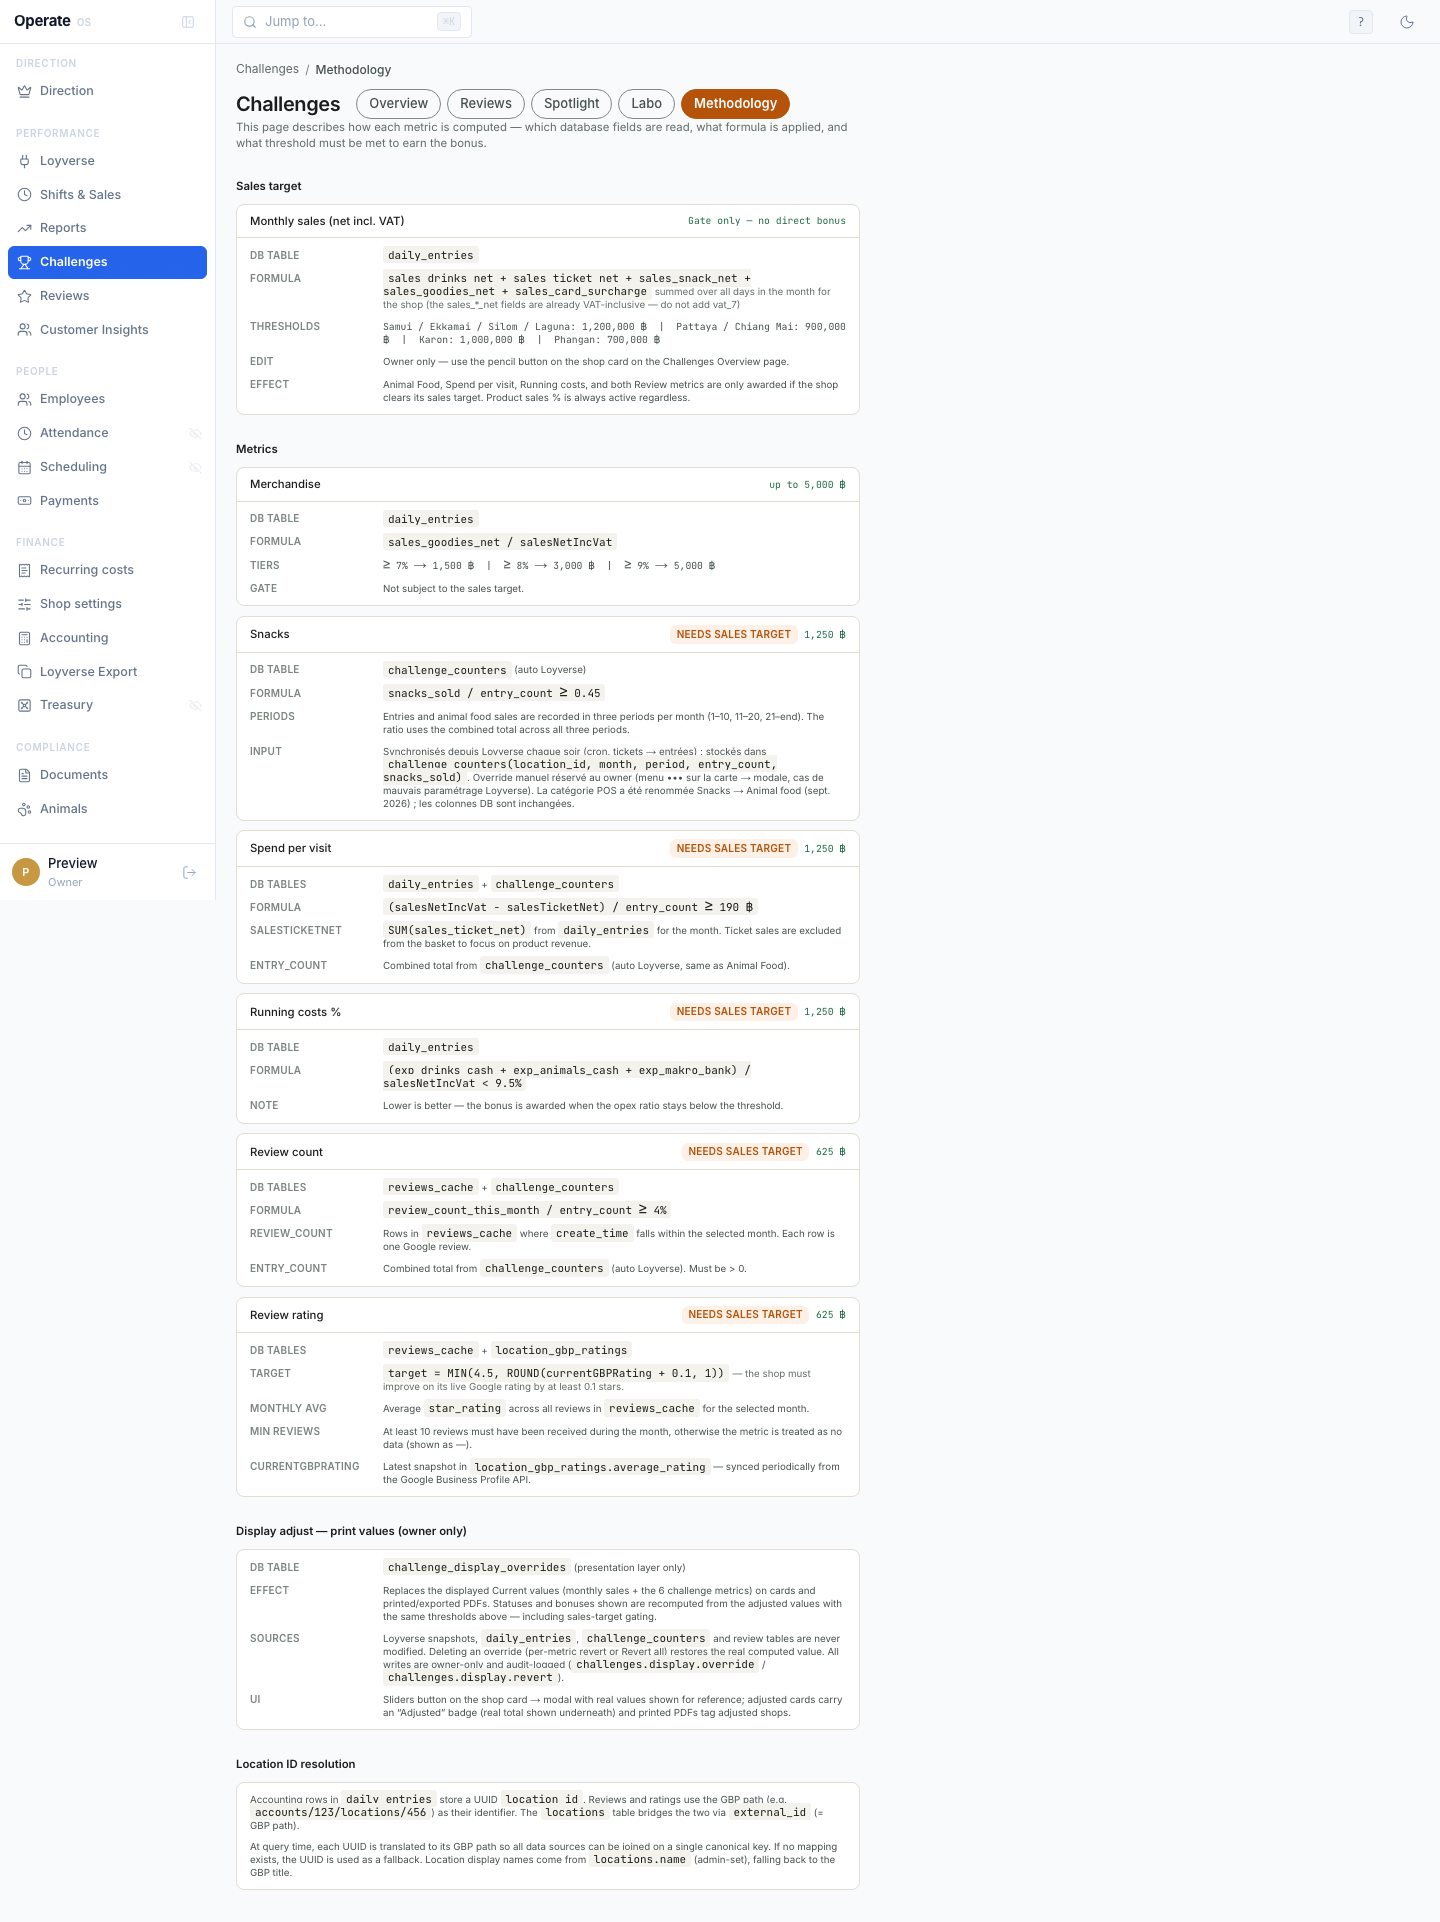 Operate OS
Jump to...
⌘K
?
DIRECTION
Direction
PERFORMANCE
Loyverse
Shifts & Sales
Reports
Challenges
Reviews
Customer Insights
PEOPLE
Employees
Attendance
Scheduling
Payments
FINANCE
Recurring costs
Shop settings
Accounting
Loyverse Export
Treasury
COMPLIANCE
Documents
Animals
P
Preview
Owner
Challenges / Methodology
Challenges
Overview
Reviews
Spotlight
Labo
Methodology
This page describes how each metric is computed — which database fields are read, what formula is applied, and
what threshold must be met to earn the bonus.
Sales target
Monthly sales (net incl. VAT)
Gate only — no direct bonus
DB TABLE
daily_entries
FORMULA
sales_drinks_net + sales_ticket_net + sales_snack_net +
sales_goodies_net + sales_card_surcharge summed over all days in the month for
the shop (the sales_*_net fields are already VAT-inclusive — do not add vat_7)
THRESHOLDS
Samui / Ekkamai / Silom / Laguna: 1,200,000 ฿ | Pattaya / Chiang Mai: 900,000
฿ | Karon: 1,000,000 ฿ | Phangan: 700,000 ฿
EDIT
Owner only — use the pencil button on the shop card on the Challenges Overview page.
EFFECT
Animal Food, Spend per visit, Running costs, and both Review metrics are only awarded if the shop
clears its sales target. Product sales % is always active regardless.
Metrics
Merchandise
up to 5,000 ฿
DB TABLE
daily_entries
FORMULA
sales_goodies_net / salesNetIncVat
TIERS
≥ 7% → 1,500 ฿ | ≥ 8% → 3,000 ฿ | ≥ 9% → 5,000 ฿
GATE
Not subject to the sales target.
Snacks
NEEDS SALES TARGET 1,250 ฿
DB TABLE
challenge_counters (auto Loyverse)
FORMULA
snacks_sold / entry_count ≥ 0.45
PERIODS
Entries and animal food sales are recorded in three periods per month (1–10, 11–20, 21–end). The
ratio uses the combined total across all three periods.
INPUT
Synchronisés depuis Loyverse chaque soir (cron, tickets → entrées) ; stockés dans
challenge_counters(location_id, month, period, entry_count,
snacks_sold) . Override manuel réservé au owner (menu ••• sur la carte → modale, cas de
mauvais paramétrage Loyverse). La catégorie POS a été renommée Snacks → Animal food (sept.
2026) ; les colonnes DB sont inchangées.
Spend per visit
NEEDS SALES TARGET 1,250 ฿
DB TABLES
daily_entries + challenge_counters
FORMULA
(salesNetIncVat - salesTicketNet) / entry_count ≥ 190 ฿
SALESTICKETNET
SUM(sales_ticket_net) from daily_entries for the month. Ticket sales are excluded
from the basket to focus on product revenue.
ENTRY_COUNT
Combined total from challenge_counters (auto Loyverse, same as Animal Food).
Running costs %
NEEDS SALES TARGET 1,250 ฿
DB TABLE
daily_entries
FORMULA
(exp_drinks_cash + exp_animals_cash + exp_makro_bank) /
salesNetIncVat < 9.5%
NOTE
Lower is better — the bonus is awarded when the opex ratio stays below the threshold.
Review count
NEEDS SALES TARGET 625 ฿
DB TABLES
reviews_cache + challenge_counters
FORMULA
review_count_this_month / entry_count ≥ 4%
REVIEW_COUNT
Rows in reviews_cache where create_time falls within the selected month. Each row is
one Google review.
ENTRY_COUNT
Combined total from challenge_counters (auto Loyverse). Must be > 0.
Review rating
NEEDS SALES TARGET 625 ฿
DB TABLES
reviews_cache + location_gbp_ratings
TARGET
target = MIN(4.5, ROUND(currentGBPRating + 0.1, 1)) — the shop must
improve on its live Google rating by at least 0.1 stars.
MONTHLY AVG
Average star_rating across all reviews in reviews_cache for the selected month.
MIN REVIEWS
At least 10 reviews must have been received during the month, otherwise the metric is treated as no
data (shown as —).
CURRENTGBPRATING
Latest snapshot in location_gbp_ratings.average_rating — synced periodically from
the Google Business Profile API.
Display adjust — print values (owner only)
DB TABLE
challenge_display_overrides (presentation layer only)
EFFECT
Replaces the displayed Current values (monthly sales + the 6 challenge metrics) on cards and
printed/exported PDFs. Statuses and bonuses shown are recomputed from the adjusted values with
the same thresholds above — including sales-target gating.
SOURCES
Loyverse snapshots, daily_entries , challenge_counters and review tables are never
modified. Deleting an override (per-metric revert or Revert all) restores the real computed value. All
writes are owner-only and audit-logged ( challenges.display.override /
challenges.display.revert ).
UI
Sliders button on the shop card → modal with real values shown for reference; adjusted cards carry
an “Adjusted” badge (real total shown underneath) and printed PDFs tag adjusted shops.
Location ID resolution
Accounting rows in daily_entries store a UUID location_id . Reviews and ratings use the GBP path (e.g.
accounts/123/locations/456 ) as their identifier. The locations table bridges the two via external_id (=
GBP path).
At query time, each UUID is translated to its GBP path so all data sources can be joined on a single canonical key. If no mapping
exists, the UUID is used as a fallback. Location display names come from locations.name (admin-set), falling back to the
GBP title.